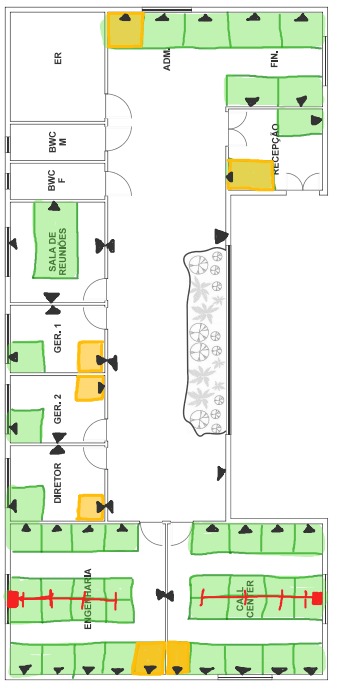 ER
ADM.
FIN.
BWC
M
RECEPÇÃO
BWC
F
SALA DE
REUNIÕES
GER. 1
GER. 2
DIRETOR
ENGENHARIA
CALL
CENTER